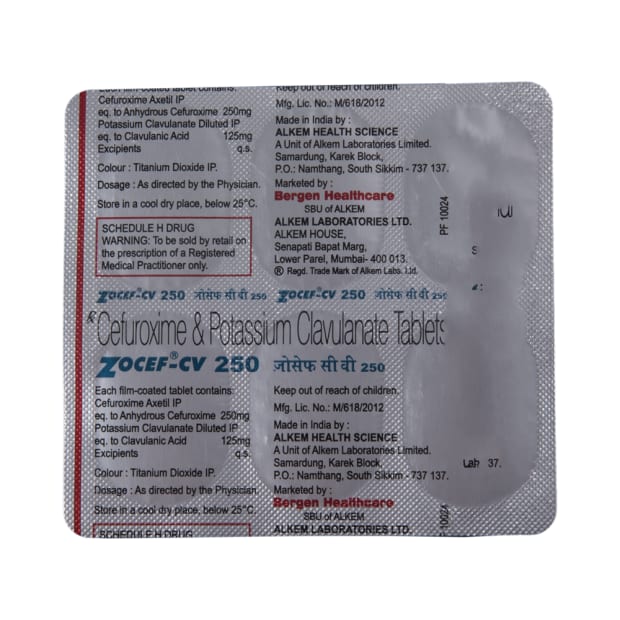 Each film-coated tablet contains:
Cefuroxime Axetil IP
eq. to Anhydrous Cefuroxime 250mg
Potassium Clavulanate Diluted IP
eq. to Clavulanic Acid 125mg
Excipients q.s.
Colour : Titanium Dioxide IP.
Dosage : As directed by the Physician.
Store in a cool dry place, below 25°C.
SCHEDULE H DRUG
WARNING: To be sold by retail on
the prescription of a Registered
Medical Practitioner only.
Keep out of reach of children.
Mfg. Lic. No.: M/618/2012
Made in India by :
ALKEM HEALTH SCIENCE
A Unit of Alkem Laboratories Limited.
Samardung, Karek Block,
P.O.: Namthang, South Sikkim - 737 137.
Marketed by :
Bergen Healthcare
SBU of ALKEM
ALKEM LABORATORIES LTD.
ALKEM HOUSE,
Senapati Bapat Marg,
Lower Parel, Mumbai- 400 013.
® Regd. Trade Mark of Alkem Labs. Ltd.
PF 10024
ZOCEF®-CV 250 जोसेफ सी वी 250 ZOCEF®-CV 250 जोसेफ सी वी 250
Rx Cefuroxime & Potassium Clavulanate Tablets
ZOCEF®-CV 250 जोसेफ सी वी 250
Each film-coated tablet contains:
Cefuroxime Axetil IP
eq. to Anhydrous Cefuroxime 250mg
Potassium Clavulanate Diluted IP
eq. to Clavulanic Acid 125mg
Excipients q.s.
Colour : Titanium Dioxide IP.
Dosage : As directed by the Physician.
Store in a cool dry place, below 25°C.
SCHEDULE H DRUG
Keep out of reach of children.
Mfg. Lic. No.: M/618/2012
Made in India by :
ALKEM HEALTH SCIENCE
A Unit of Alkem Laboratories Limited.
Samardung, Karek Block,
P.O.: Namthang, South Sikkim - 737 137.
Marketed by :
Bergen Healthcare
SBU of ALKEM
ALKEM LABORATORIES LTD.
10024
Lab 37.